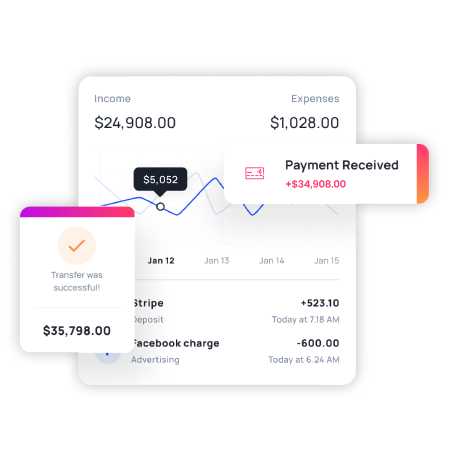 Income
Expenses
$24,908.00
$1,028.00
Payment Received
+$34,908.00
$5,052
Jan 12
Jan 13
Jan 14
Jan 15
Transfer was
successful!
$35,798.00
Stripe
+523.10
Deposit
Today at 7.18 AM
Facebook charge
-600.00
Advertising
Today at 6.24 AM